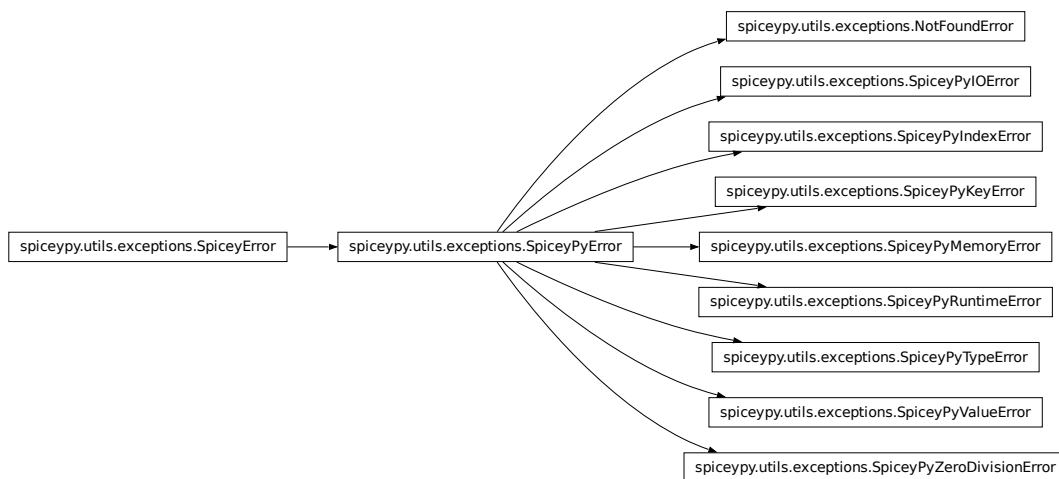 spiceypy.utils.exceptions.NotFoundError
spiceypy.utils.exceptions.SpiceyPyIOError
spiceypy.utils.exceptions.SpiceyPyIndexError
spiceypy.utils.exceptions.SpiceyPyKeyError
spiceypy.utils.exceptions.SpiceyError
spiceypy.utils.exceptions.SpiceyPyError
spiceypy.utils.exceptions.SpiceyPyMemoryError
spiceypy.utils.exceptions.SpiceyPyRuntimeError
spiceypy.utils.exceptions.SpiceyPyTypeError
spiceypy.utils.exceptions.SpiceyPyValueError
spiceypy.utils.exceptions.SpiceyPyZeroDivisionError